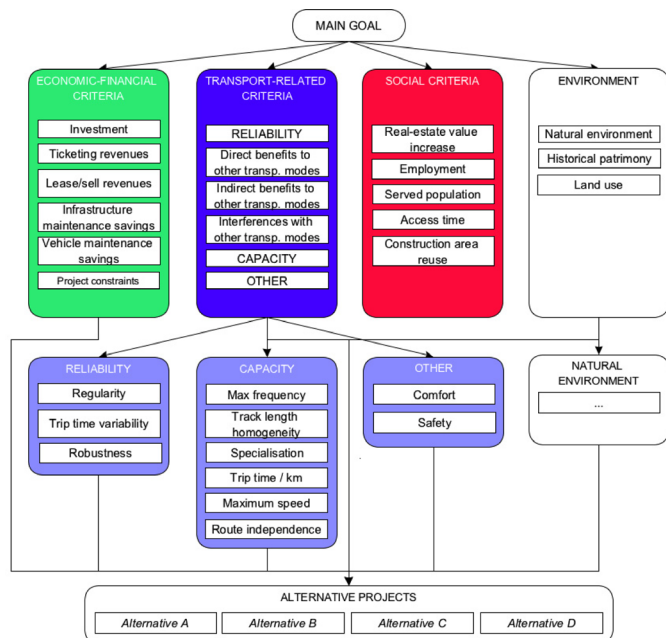 MAIN GOAL
ECONOMIC-FINANCIAL
CRITERIA
Investment
Ticketing revenues
Lease/sell revenues
Infrastructure
maintenance savings
Vehicle maintenance
savings
Project constraints
TRANSPORT-RELATED
CRITERIA
RELIABILITY
Direct benefits to
other transp. modes
Indirect benefits to
other transp. modes
Interferences with
other transp. modes
CAPACITY
OTHER
SOCIAL CRITERIA
Real-estate value
increase
Employment
Served population
Access time
Construction area
reuse
ENVIRONMENT
Natural environment
Historical patrimony
Land use
RELIABILITY
Regularity
Trip time variability
Robustness
CAPACITY
Max frequency
Track length
homogeneity
Specialisation
Trip time / km
Maximum speed
Route independence
OTHER
Comfort
Safety
NATURAL
ENVIRONMENT
...
ALTERNATIVE PROJECTS
Alternative A
Alternative B
Alternative C
Alternative D